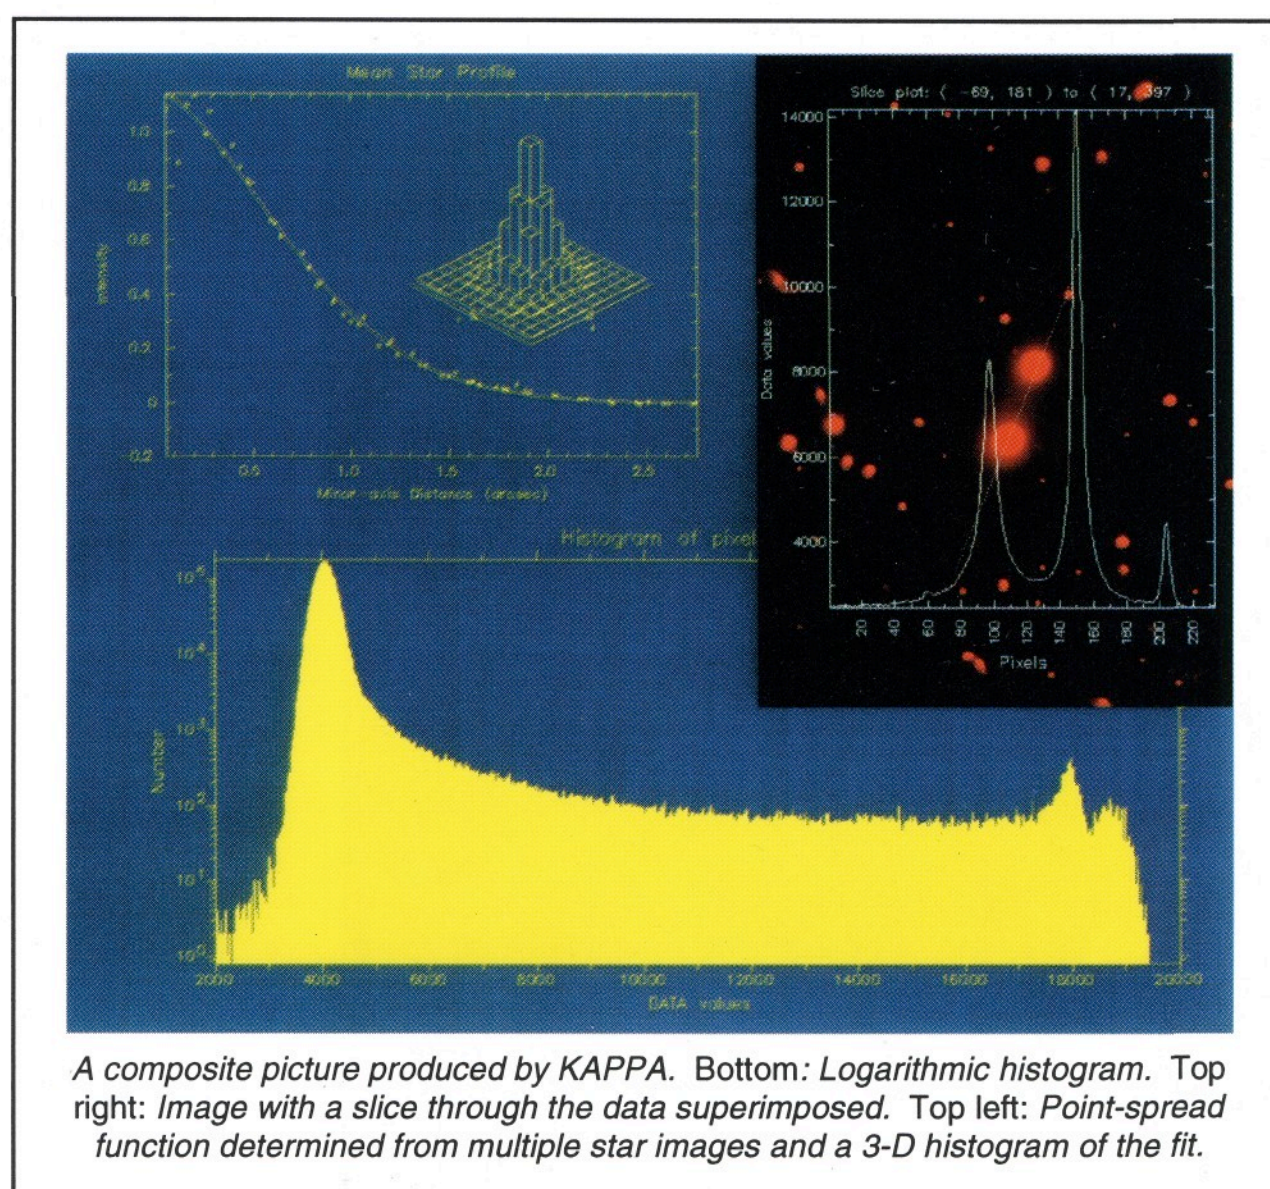 Mean Star Profile
1.0
0.8
0.6
0.4
0.2
0
-0.2
Intensity
0.5 1.0 1.5 2.0 2.5
Minor-axis Distance (arcsec)
Slice plot: ( -69, 181 ) to ( 17, 397 )
14000
12000
10000
8000
6000
4000
Data values
20 40 60 80 100 120 140 160 180 200 220
Pixels
Histogram of pixel
10^5
10^4
10^3
10^2
10^1
10^0
Number
2000 4000 6000 8000 10000 12000 14000 16000 18000 20000
DATA values
A composite picture produced by KAPPA. Bottom: Logarithmic histogram. Top
right: Image with a slice through the data superimposed. Top left: Point-spread
function determined from multiple star images and a 3-D histogram of the fit.